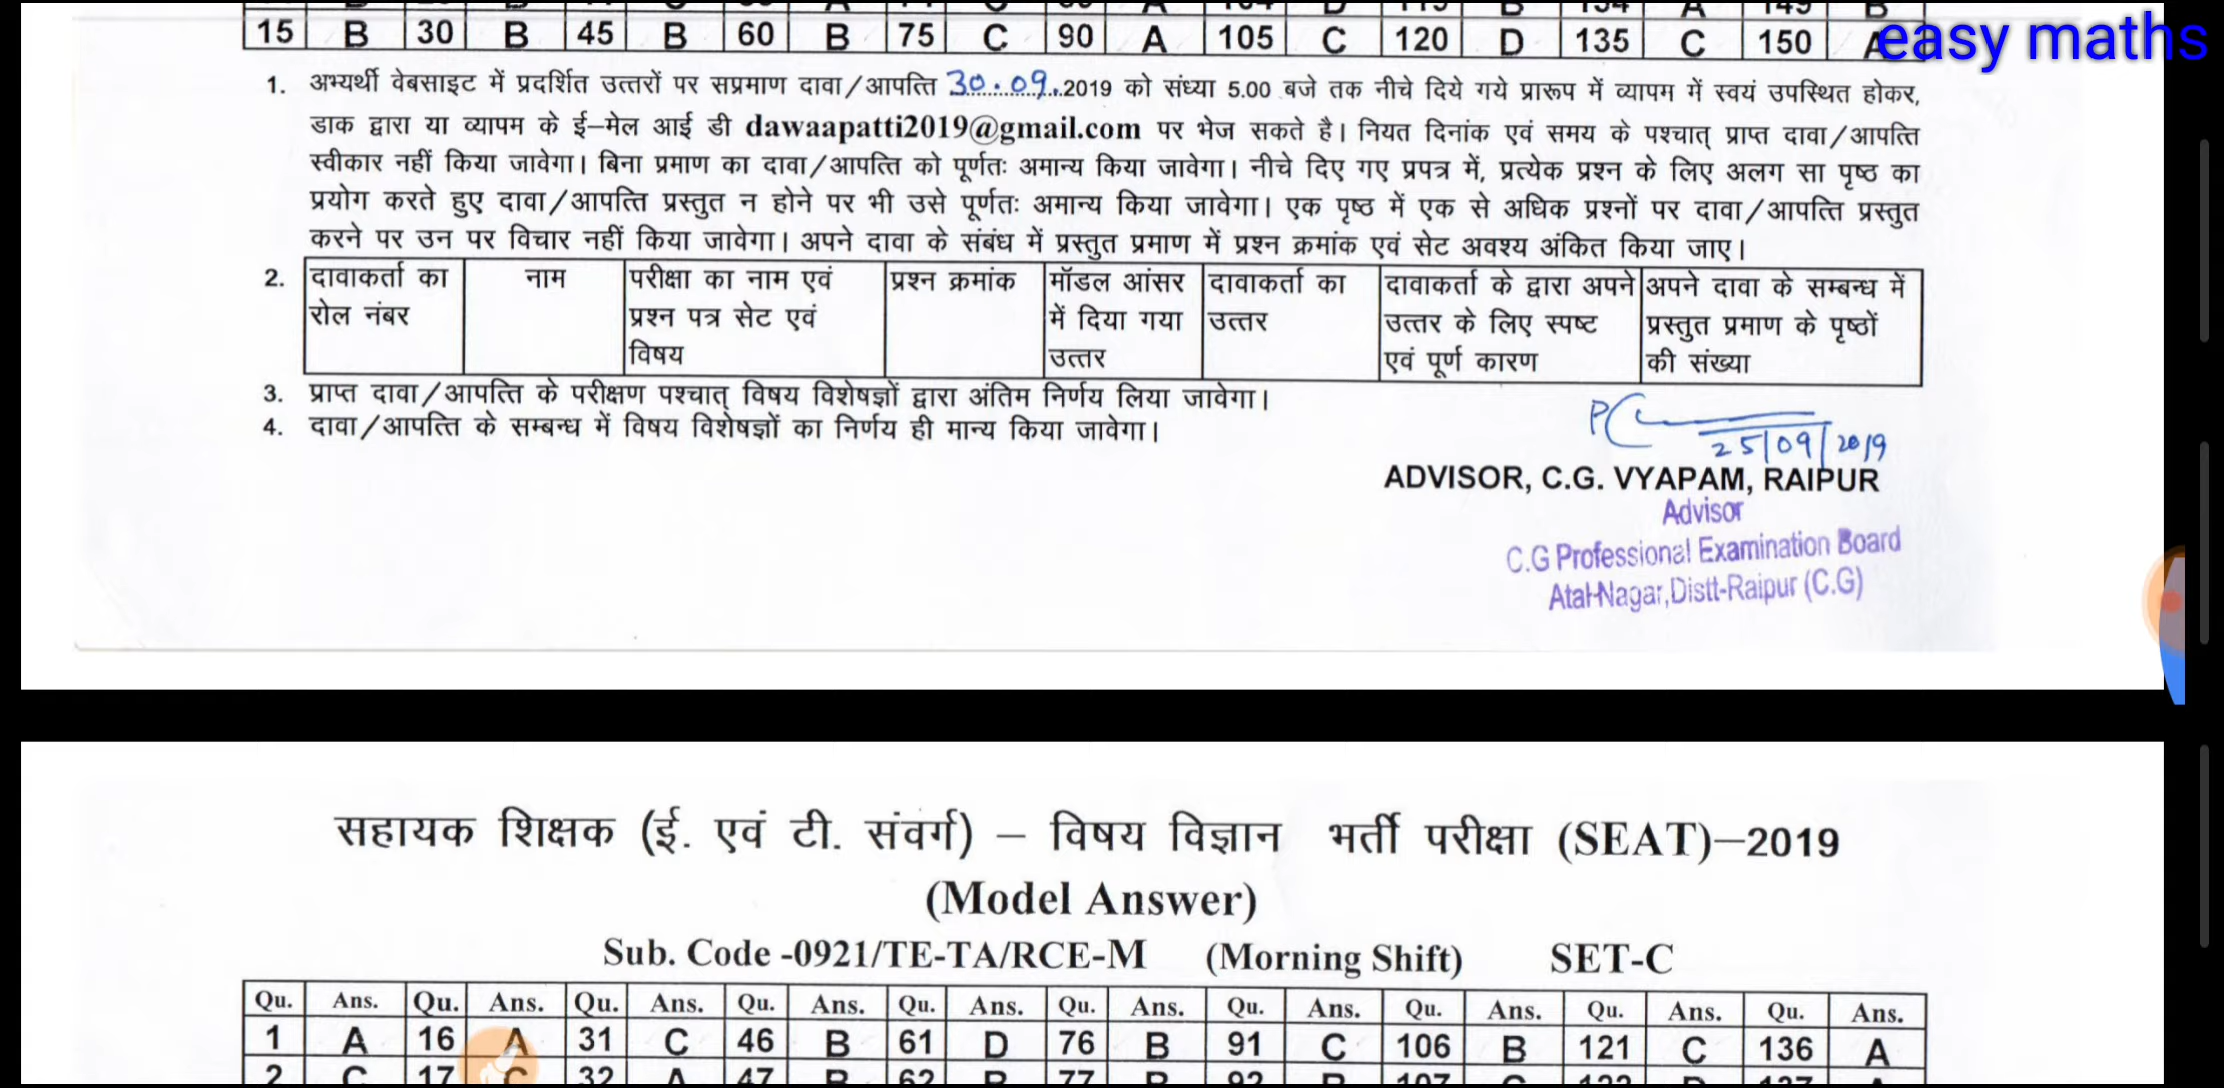 15 B 30 B 45 B 60 B 75 C 90 A 105 C 120 D 135 C 150 A
easy maths
1. अभ्यर्थी वेबसाइट में प्रदर्शित उत्तरों पर सप्रमाण दावा/आपत्ति 30.09.2019 को संध्या 5.00 बजे तक नीचे दिये गये प्रारूप में व्यापम में स्वयं उपस्थित होकर,
डाक द्वारा या व्यापम के ई–मेल आई डी dawaapatti2019@gmail.com पर भेज सकते है। नियत दिनांक एवं समय के पश्चात् प्राप्त दावा/आपत्ति
स्वीकार नहीं किया जावेगा। बिना प्रमाण का दावा/आपत्ति को पूर्णतः अमान्य किया जावेगा। नीचे दिए गए प्रपत्र में, प्रत्येक प्रश्न के लिए अलग सा पृष्ठ का
प्रयोग करते हुए दावा/आपत्ति प्रस्तुत न होने पर भी उसे पूर्णतः अमान्य किया जावेगा। एक पृष्ठ में एक से अधिक प्रश्नों पर दावा/आपत्ति प्रस्तुत
करने पर उन पर विचार नहीं किया जावेगा। अपने दावा के संबंध में प्रस्तुत प्रमाण में प्रश्न क्रमांक एवं सेट अवश्य अंकित किया जाए।
2. दावाकर्ता का नाम परीक्षा का नाम एवं प्रश्न क्रमांक मॉडल आंसर दावाकर्ता का दावाकर्ता के द्वारा अपने अपने दावा के सम्बन्ध में
रोल नंबर प्रश्न पत्र सेट एवं में दिया गया उत्तर उत्तर के लिए स्पष्ट प्रस्तुत प्रमाण के पृष्ठों
विषय उत्तर एवं पूर्ण कारण की संख्या
3. प्राप्त दावा/आपत्ति के परीक्षण पश्चात् विषय विशेषज्ञों द्वारा अंतिम निर्णय लिया जावेगा।
4. दावा/आपत्ति के सम्बन्ध में विषय विशेषज्ञों का निर्णय ही मान्य किया जावेगा।
25/09/2019
ADVISOR, C.G. VYAPAM, RAIPUR
Advisor
C.G Professional Examination Board
Atal-Nagar,Distt-Raipur (C.G)
सहायक शिक्षक (ई. एवं टी. संवर्ग) – विषय विज्ञान भर्ती परीक्षा (SEAT)–2019
(Model Answer)
Sub. Code -0921/TE-TA/RCE-M (Morning Shift) SET-C
Qu. Ans. Qu. Ans. Qu. Ans. Qu. Ans. Qu. Ans. Qu. Ans. Qu. Ans. Qu. Ans. Qu. Ans. Qu. Ans.
1 A 16 A 31 C 46 B 61 D 76 B 91 C 106 B 121 C 136 A
2 C 17 C 32 A 47 62 77